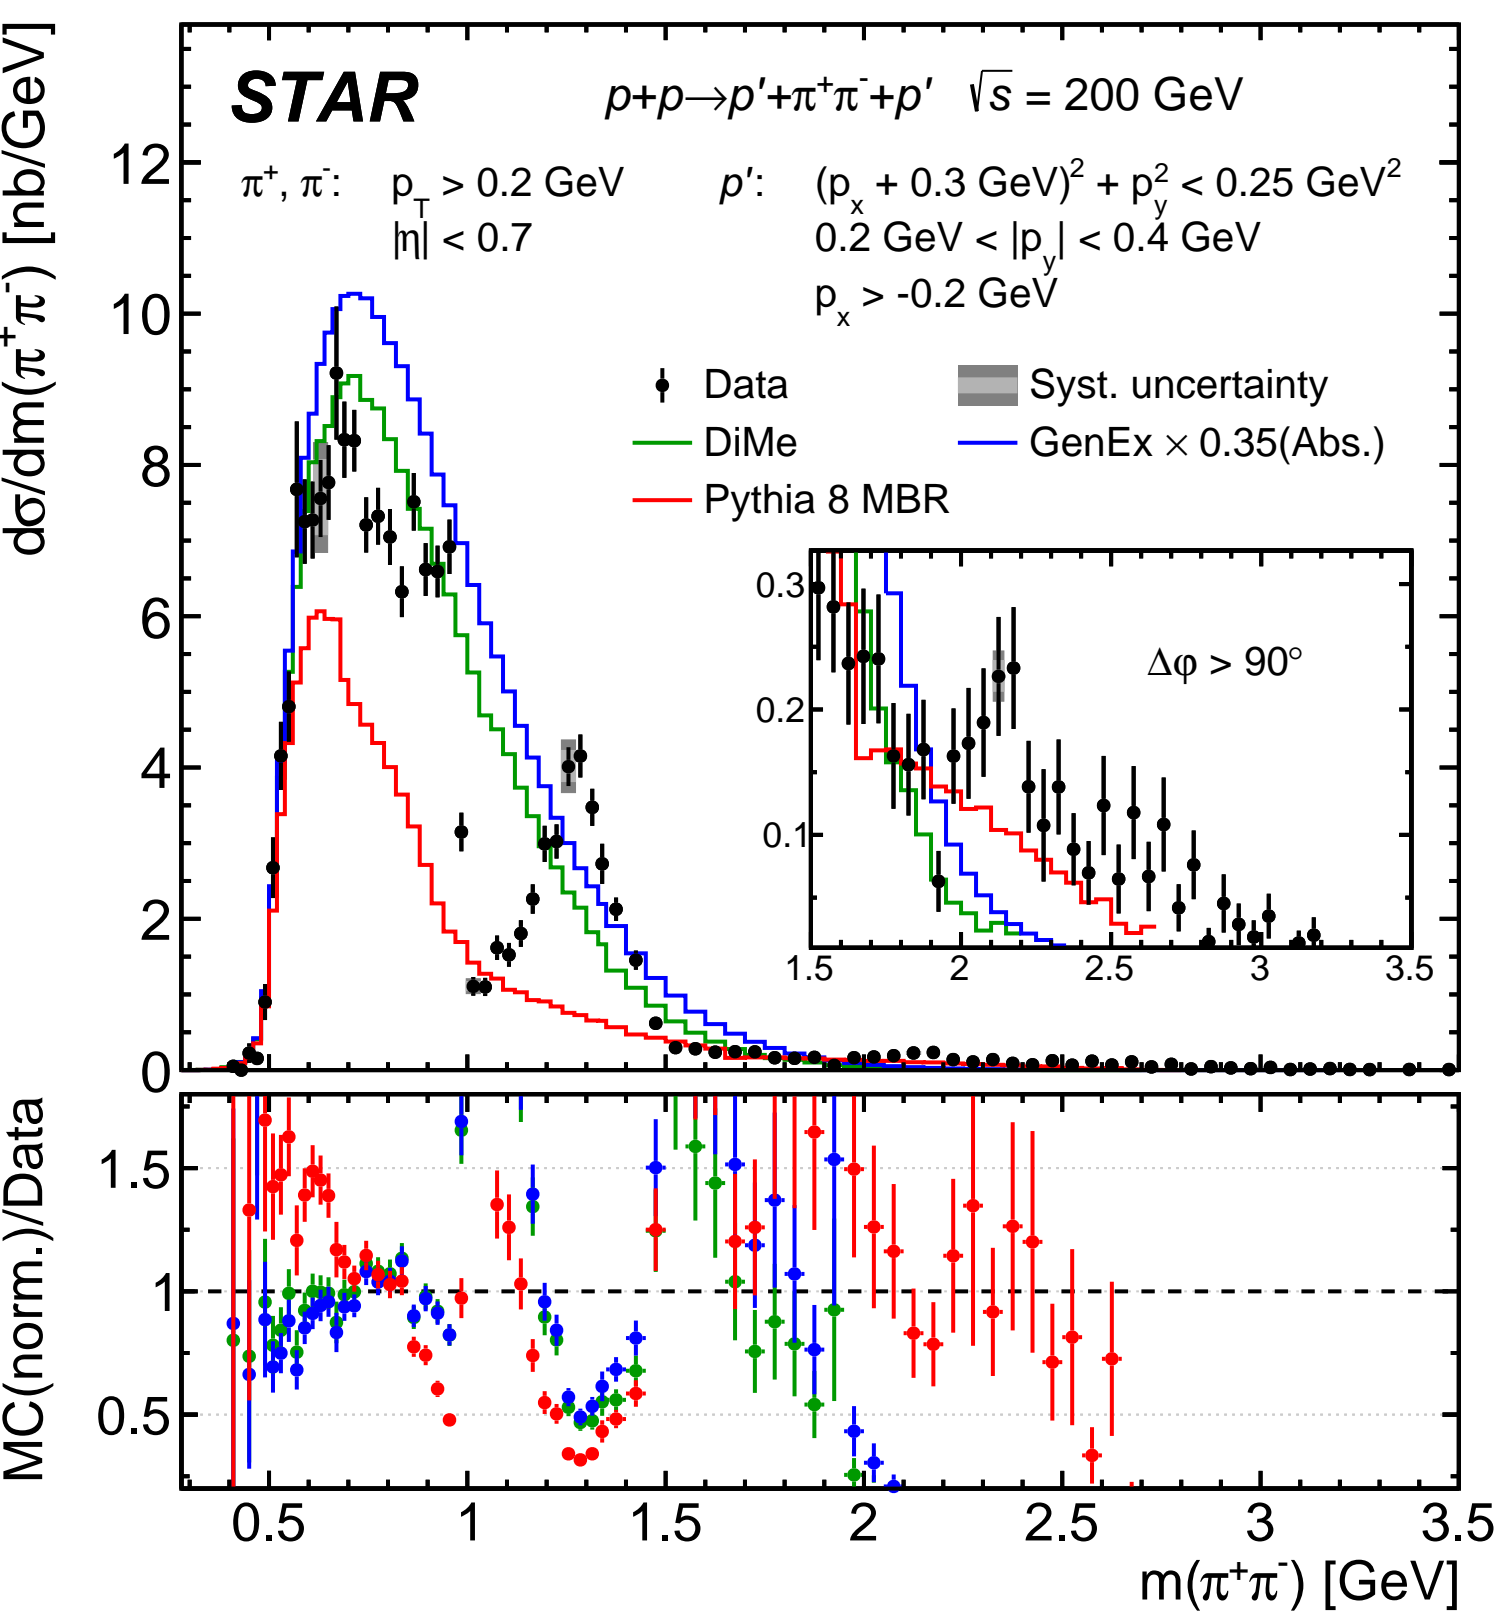 STAR
p+p→p′+π⁺π⁻+p′ √s = 200 GeV
π⁺, π⁻: p_T > 0.2 GeV p′: (p_x + 0.3 GeV)² + p_y² < 0.25 GeV²
|η| < 0.7 0.2 GeV < |p_y| < 0.4 GeV
p_x > -0.2 GeV
Data Syst. uncertainty
DiMe GenEx × 0.35(Abs.)
Pythia 8 MBR
dσ/dm(π⁺π⁻) [nb/GeV]
12
10
8
6
4
2
0
Δφ > 90°
0.3
0.2
0.1
1.5 2 2.5 3 3.5
MC(norm.)/Data
1.5
1
0.5
0.5 1 1.5 2 2.5 3 3.5
m(π⁺π⁻) [GeV]